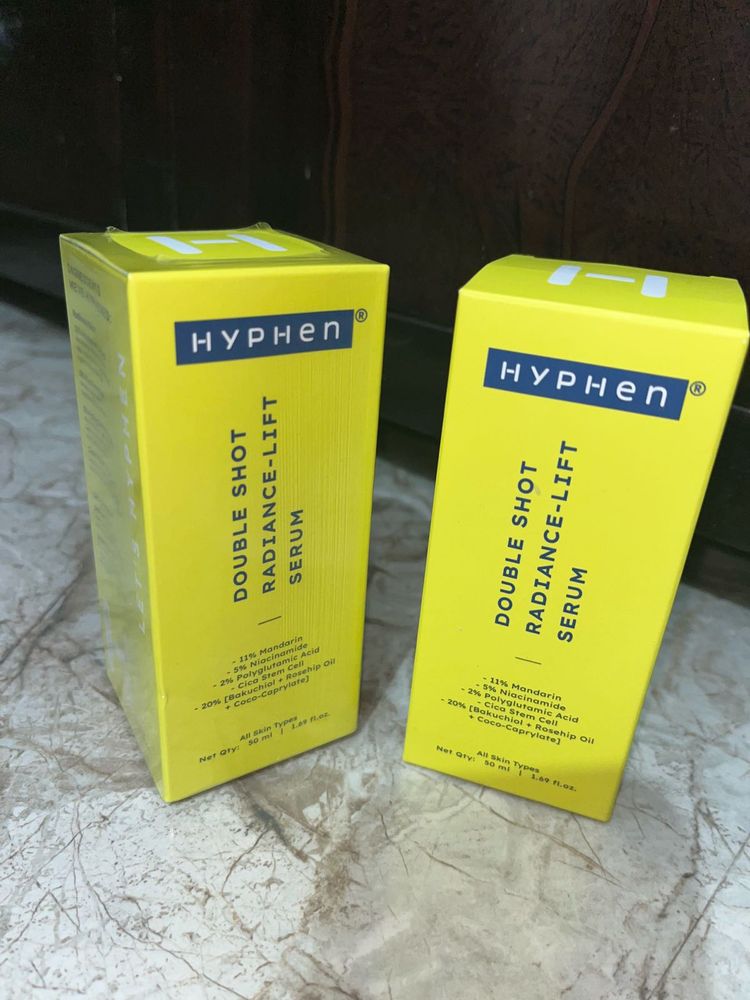 HYPHen®
DOUBLE SHOT
RADIANCE-LIFT
SERUM
- 11% Mandarin
- 5% Niacinamide
- 2% Polyglutamic Acid
- Cica Stem Cell
- 20% [Bakuchiol + Rosehip Oil
+ Coco-Caprylate]
All Skin Types
Net Qty: 50 ml | 1.69 fl.oz.
HYPHen®
DOUBLE SHOT
RADIANCE-LIFT
SERUM
- 11% Mandarin
- 5% Niacinamide
- 2% Polyglutamic Acid
- Cica Stem Cell
- 20% [Bakuchiol + Rosehip Oil
+ Coco-Caprylate]
All Skin Types
Net Qty: 50 ml | 1.69 fl.oz.
LET'S HYPHEN